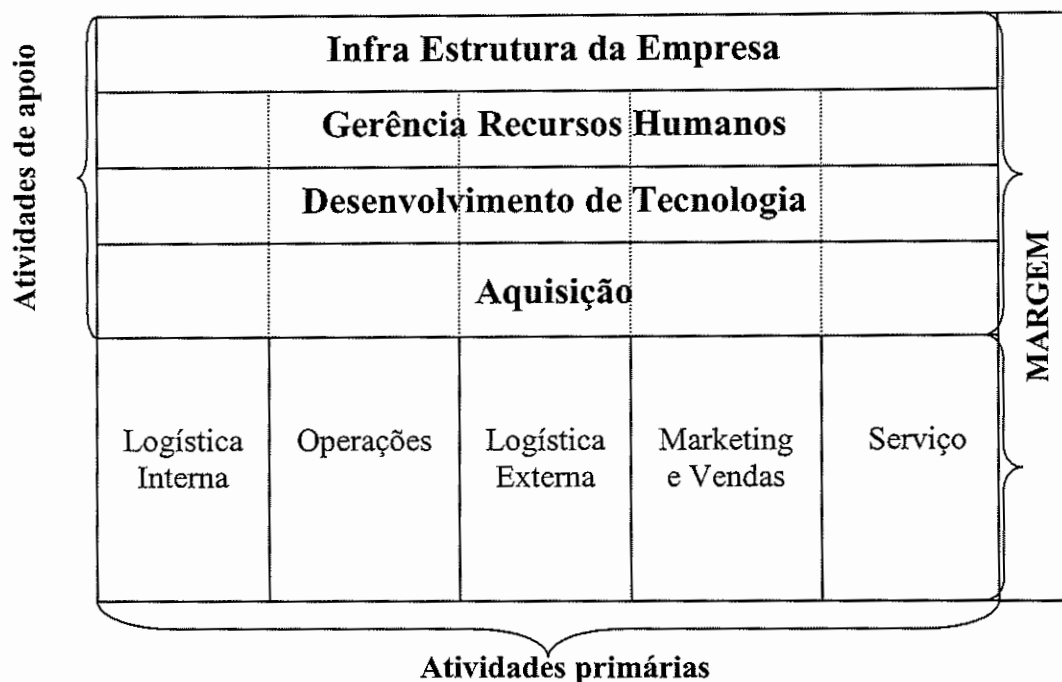 Atividades de apoio
Infra Estrutura da Empresa
Gerência Recursos Humanos
Desenvolvimento de Tecnologia
Aquisição
MARGEM
Logística
Interna
Operações
Logística
Externa
Marketing
e Vendas
Serviço
Atividades primárias